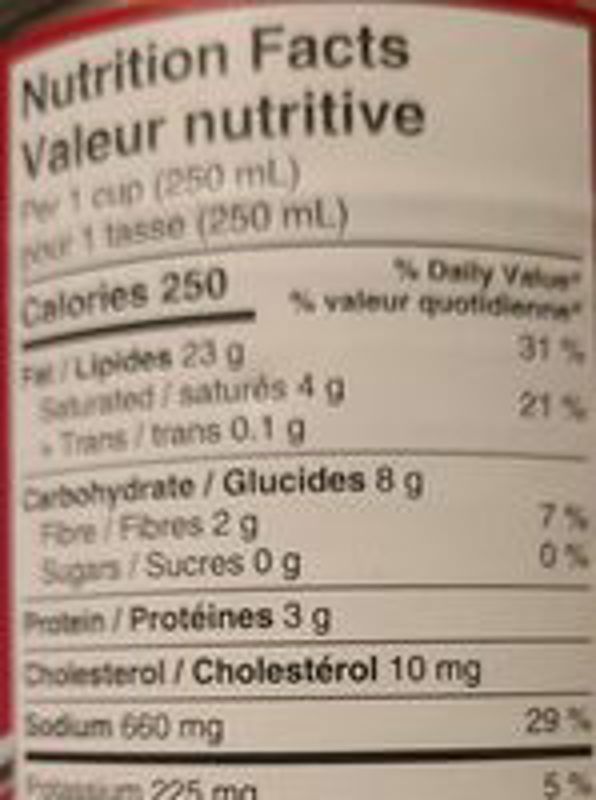 Nutrition Facts
Valeur nutritive
Per 1 cup (250 mL)
pour 1 tasse (250 mL)
Calories 250
% Daily Value*
% valeur quotidienne*
Fat / Lipides 23 g 31 %
Saturated / saturés 4 g
+ Trans / trans 0.1 g 21 %
Carbohydrate / Glucides 8 g
Fibre / Fibres 2 g 7 %
Sugars / Sucres 0 g 0 %
Protein / Protéines 3 g
Cholesterol / Cholestérol 10 mg
Sodium 660 mg 29 %
Potassium 225 mg 5 %